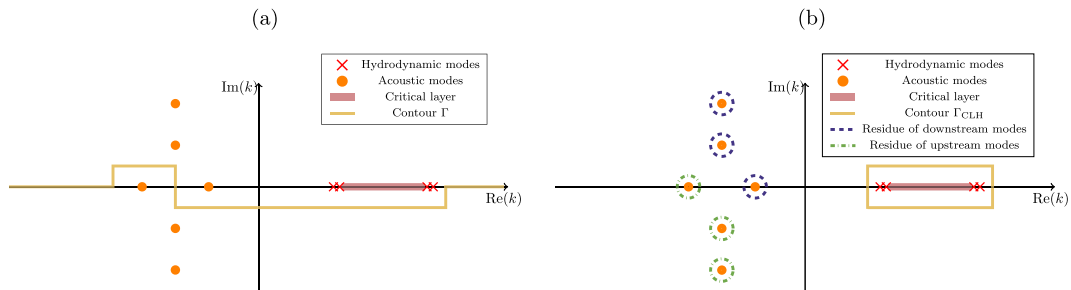 (a)
Hydrodynamic modes
Acoustic modes
Critical layer
Contour Γ
Im(k)
Re(k)
(b)
Hydrodynamic modes
Acoustic modes
Critical layer
Contour Γ_CLH
Residue of downstream modes
Residue of upstream modes
Im(k)
Re(k)